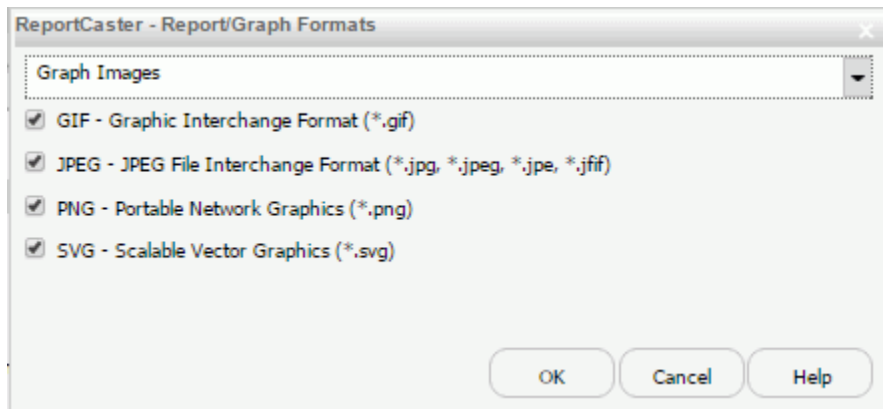 ReportCaster - Report/Graph Formats
Graph Images
GIF - Graphic Interchange Format (*.gif)
JPEG - JPEG File Interchange Format (*.jpg, *.jpeg, *.jpe, *.jfif)
PNG - Portable Network Graphics (*.png)
SVG - Scalable Vector Graphics (*.svg)
OK Cancel Help